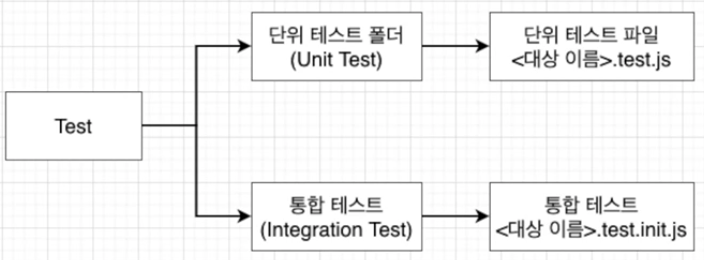 단위 테스트 폴더
(Unit Test)
단위 테스트 파일
<대상 이름>.test.js
Test
통합 테스트
(Integration Test)
통합 테스트
<대상 이름>.test.init.js